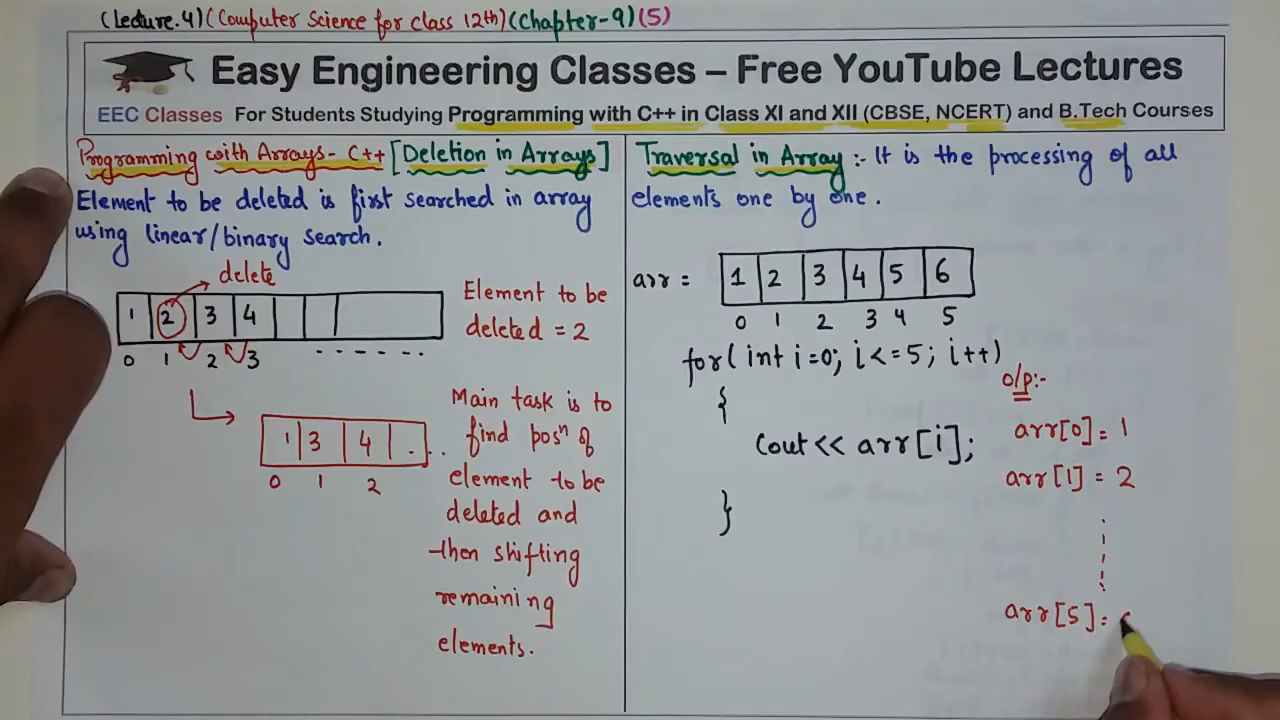 (Lecture.4)(Computer Science for class 12th)(Chapter-9)(5)
Easy Engineering Classes – Free YouTube Lectures
EEC Classes For Students Studying Programming with C++ in Class XI and XII (CBSE, NCERT) and B.Tech Courses
Programming with Arrays- C++ [Deletion in Arrays]
Element to be deleted is first searched in array
using linear/binary search.
delete
1 2 3 4
0 1 2 3 . . . . . .
Element to be
deleted = 2
1 3 4 . . .
0 1 2
Main task is to
find posn of
element to be
deleted and
then shifting
remaining
elements.
Traversal in Array :- It is the processing of all
elements one by one.
arr = 1 2 3 4 5 6
0 1 2 3 4 5
for( int i=0; i<=5; i++)
{
cout<< arr[i];
}
o/p:-
arr[0]= 1
arr[1] = 2
arr[5]=